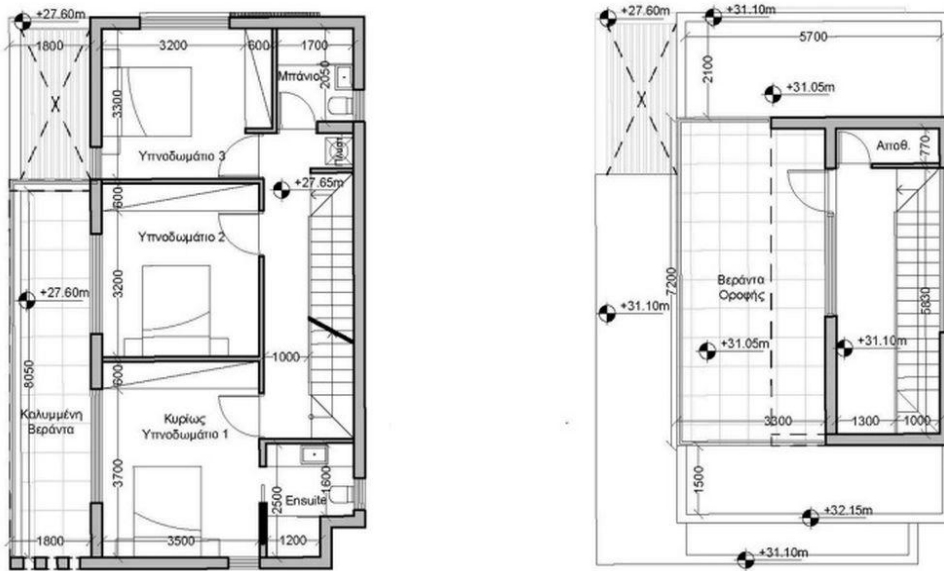 +27.60m
1800
3200
600
1700
2050
Μπάνιο
3300
Υπνοδωμάτιο 3
Πλυντ.
+27.65m
600
Υπνοδωμάτιο 2
+27.60m
3200
8050
1000
600
Καλυμμένη
Βεράντα
Κυρίως
Υπνοδωμάτιο 1
3700
2500
1600
Ensuite
1800
3500
1200
+31.10m
+27.60m
5700
2100
+31.05m
Αποθ.
770
7200
Βεράντα
Οροφής
5830
+31.10m
+31.05m
+31.10m
3300
1300
1000
1500
+32.15m
+31.10m